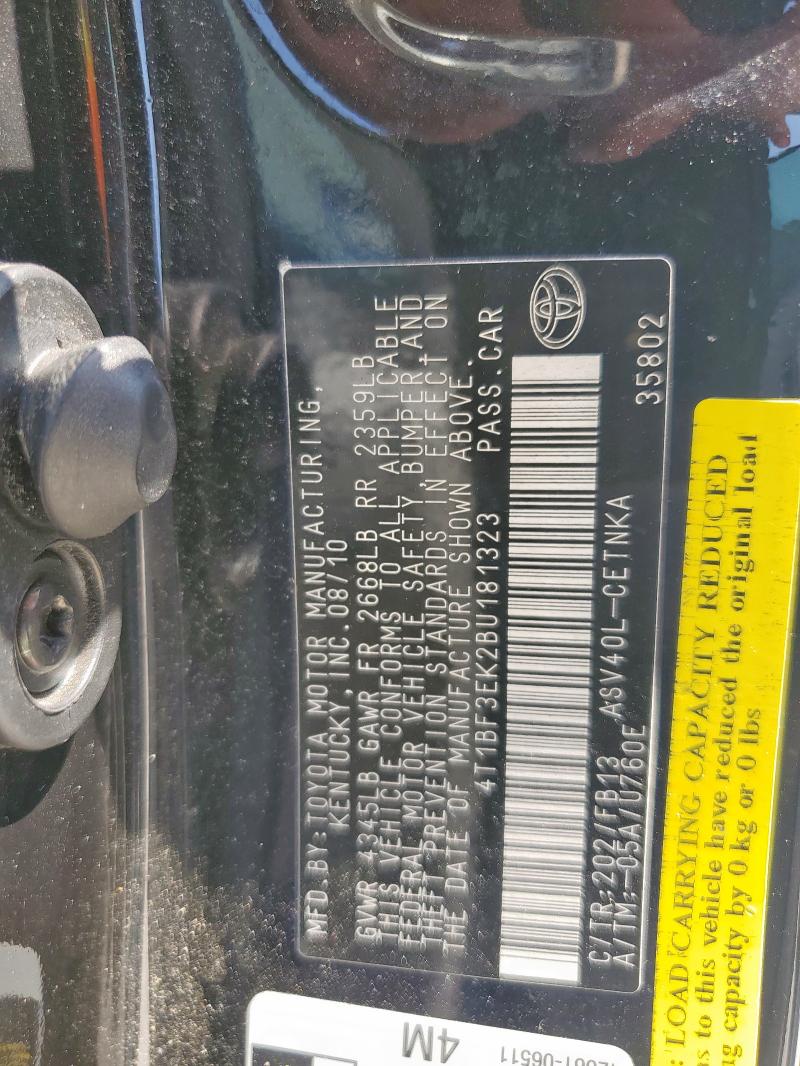 MFD.BY:TOYOTA MOTOR MANUFACTURING,
KENTUCKY, INC. 08/10
GVWR 4345LB GAWR FR 2668LB RR 2359LB
THIS VEHICLE CONFORMS TO ALL APPLICABLE
FEDERAL MOTOR VEHICLE SAFETY, BUMPER, AND
THEFT PREVENTION STANDARDS IN EFFECT ON
THE DATE OF MANUFACTURE SHOWN ABOVE.
4T1BF3EK2BU181323 PASS.CAR
C/TR:202/FB13 ASV40L-CETNKA
A/TM:-05A/U760E 35802
: LOAD/CARRYING CAPACITY REDUCED
ns to this vehicle have reduced the original load
ng capacity by 0 kg or 0 lbs
4M